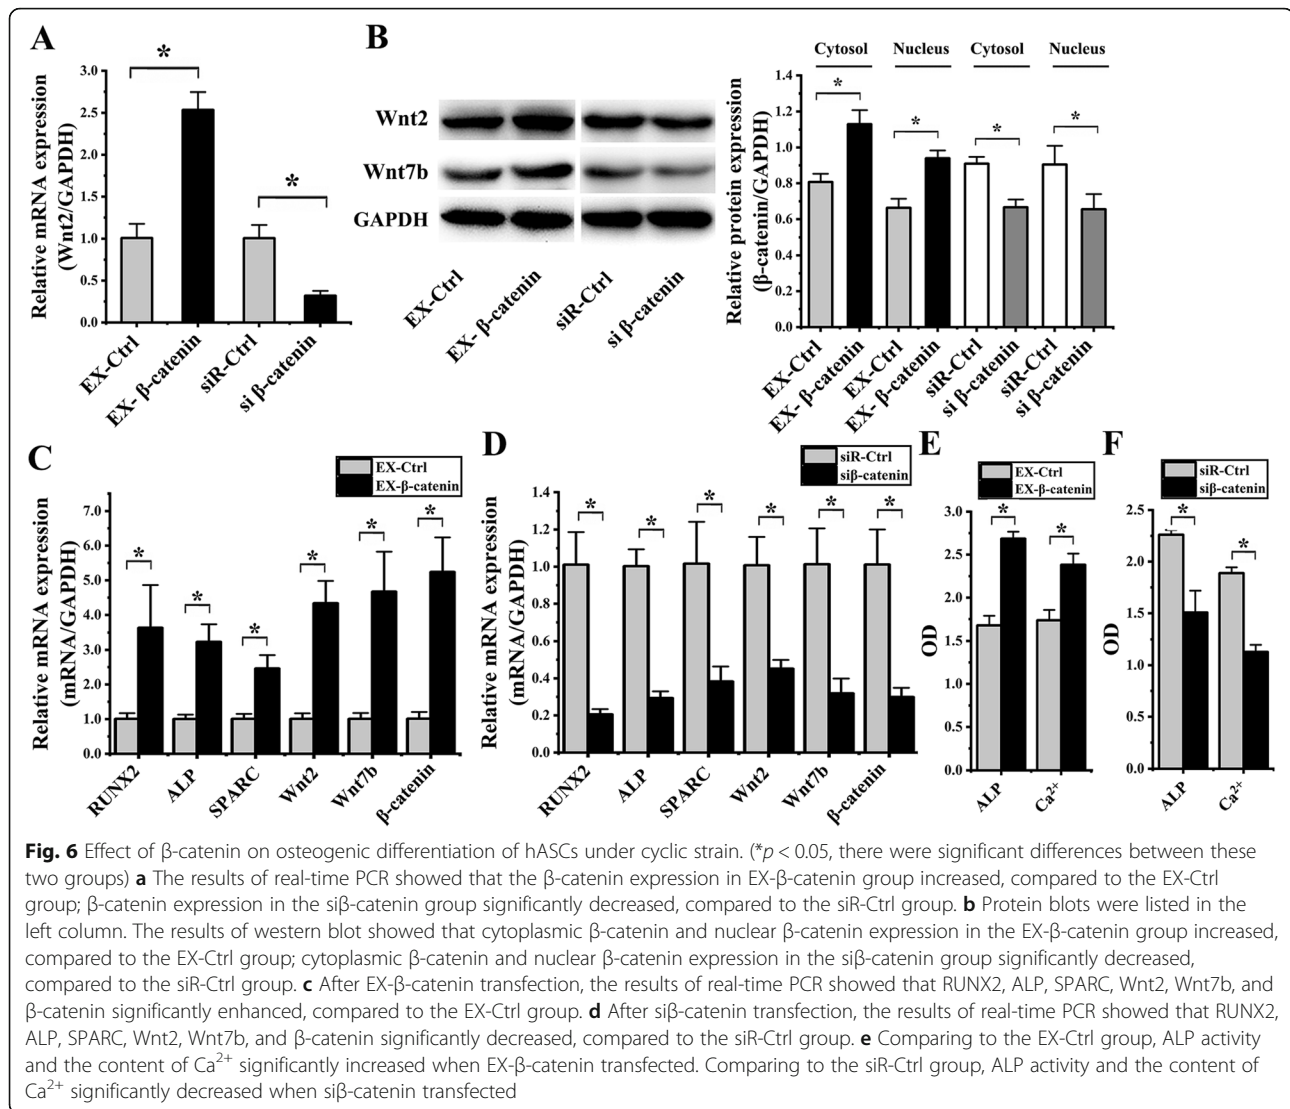 A
Relative mRNA expression
(Wnt2/GAPDH)
3.0
2.5
2.0
1.5
1.0
0.5
0.0
*
*
EX-Ctrl
EX- β-catenin
siR-Ctrl
si β-catenin
B
Wnt2
Wnt7b
GAPDH
EX-Ctrl
EX- β-catenin
siR-Ctrl
si β-catenin
Cytosol Nucleus Cytosol Nucleus
Relative protein expression
(β-catenin/GAPDH)
1.4
1.2
1.0
0.8
0.6
0.4
0.2
0.0
*
*
*
*
EX-Ctrl
EX- β-catenin
EX-Ctrl
EX- β-catenin
siR-Ctrl
si β-catenin
siR-Ctrl
si β-catenin
C
EX-Ctrl
EX-β-catenin
Relative mRNA expression
(mRNA/GAPDH)
7.0
6.0
5.0
4.0
3.0
2.0
1.0
0.0
*
*
*
*
*
*
RUNX2
ALP
SPARC
Wnt2
Wnt7b
β-catenin
D
siR-Ctrl
siβ-catenin
Relative mRNA expression
(mRNA/GAPDH)
1.4
1.2
1.0
0.8
0.6
0.4
0.2
0.0
*
*
*
*
*
*
RUNX2
ALP
SPARC
Wnt2
Wnt7b
β-catenin
E
EX-Ctrl
EX-β-catenin
OD
3.0
2.5
2.0
1.5
1.0
0.5
0.0
*
*
ALP
Ca²⁺
F
siR-Ctrl
siβ-catenin
OD
2.5
2.0
1.5
1.0
0.5
0.0
*
*
ALP
Ca²⁺
Fig. 6 Effect of β-catenin on osteogenic differentiation of hASCs under cyclic strain. (*p < 0.05, there were significant differences between these
two groups) a The results of real-time PCR showed that the β-catenin expression in EX-β-catenin group increased, compared to the EX-Ctrl
group; β-catenin expression in the siβ-catenin group significantly decreased, compared to the siR-Ctrl group. b Protein blots were listed in the
left column. The results of western blot showed that cytoplasmic β-catenin and nuclear β-catenin expression in the EX-β-catenin group increased,
compared to the EX-Ctrl group; cytoplasmic β-catenin and nuclear β-catenin expression in the siβ-catenin group significantly decreased,
compared to the siR-Ctrl group. c After EX-β-catenin transfection, the results of real-time PCR showed that RUNX2, ALP, SPARC, Wnt2, Wnt7b, and
β-catenin significantly enhanced, compared to the EX-Ctrl group. d After siβ-catenin transfection, the results of real-time PCR showed that RUNX2,
ALP, SPARC, Wnt2, Wnt7b, and β-catenin significantly decreased, compared to the siR-Ctrl group. e Comparing to the EX-Ctrl group, ALP activity
and the content of Ca²⁺ significantly increased when EX-β-catenin transfected. Comparing to the siR-Ctrl group, ALP activity and the content of
Ca²⁺ significantly decreased when siβ-catenin transfected